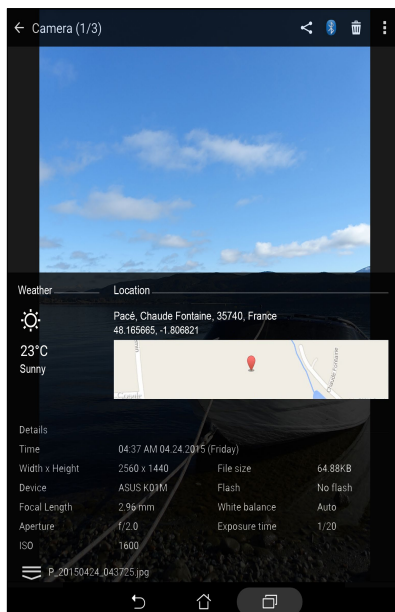 Camera (1/3)
Weather Location
Pacé, Chaude Fontaine, 35740, France
48.165665, -1.806821
23°C
Sunny
Chaude Fontaine
Google
Details
Time 04:37 AM 04.24.2015 (Friday)
Width x Height 2560 x 1440 File size 64.88KB
Device ASUS K01M Flash No flash
Focal Length 2.96 mm White balance Auto
Aperture f/2.0 Exposure time 1/20
ISO 1600
P_20150424_043725.jpg